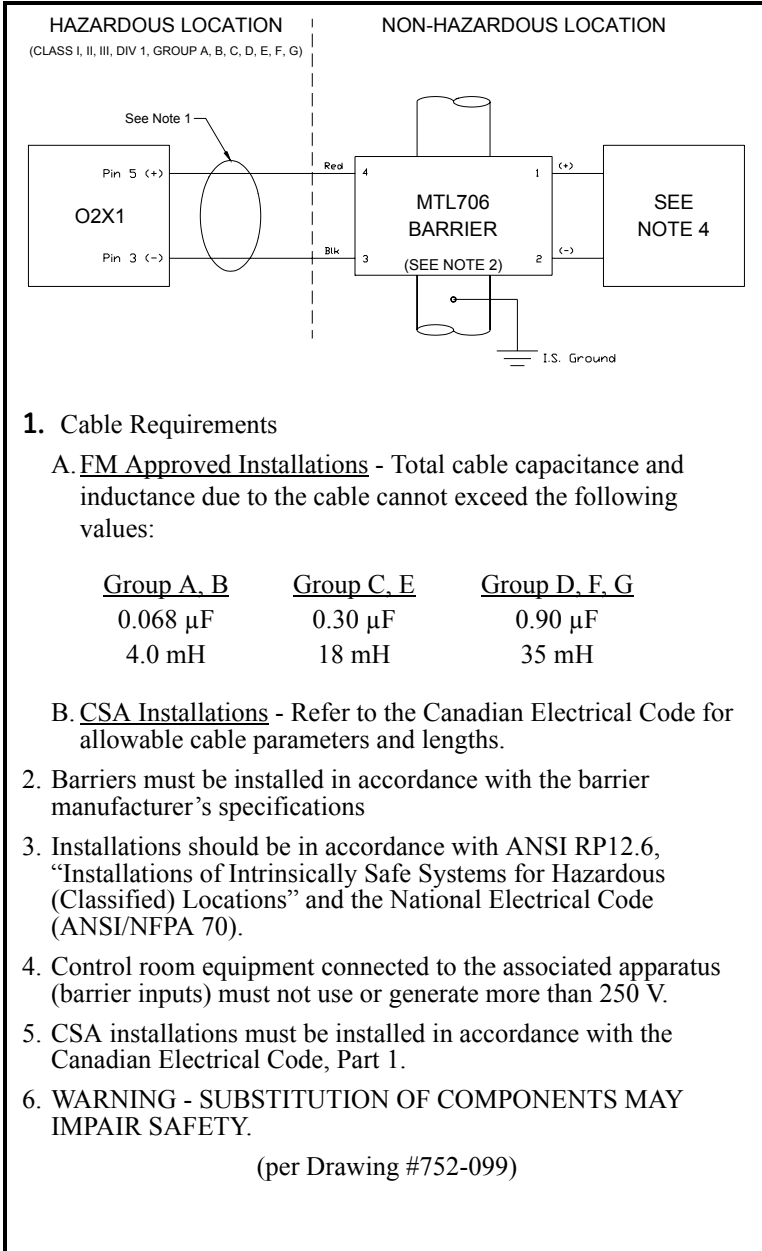 HAZARDOUS LOCATION
(CLASS I, II, III, DIV 1, GROUP A, B, C, D, E, F, G)
NON-HAZARDOUS LOCATION
See Note 1
O2X1
Pin 5 (+)
Pin 3 (-)
Red
Blk
4
3
MTL706
BARRIER
(SEE NOTE 2)
1
2
(+)
(-)
SEE
NOTE 4
I.S. Ground
1. Cable Requirements
A. FM Approved Installations - Total cable capacitance and
inductance due to the cable cannot exceed the following
values:
Group A, B Group C, E Group D, F, G
0.068 µF 0.30 µF 0.90 µF
4.0 mH 18 mH 35 mH
B. CSA Installations - Refer to the Canadian Electrical Code for
allowable cable parameters and lengths.
2. Barriers must be installed in accordance with the barrier
manufacturer’s specifications
3. Installations should be in accordance with ANSI RP12.6,
“Installations of Intrinsically Safe Systems for Hazardous
(Classified) Locations” and the National Electrical Code
(ANSI/NFPA 70).
4. Control room equipment connected to the associated apparatus
(barrier inputs) must not use or generate more than 250 V.
5. CSA installations must be installed in accordance with the
Canadian Electrical Code, Part 1.
6. WARNING - SUBSTITUTION OF COMPONENTS MAY
IMPAIR SAFETY.
(per Drawing #752-099)